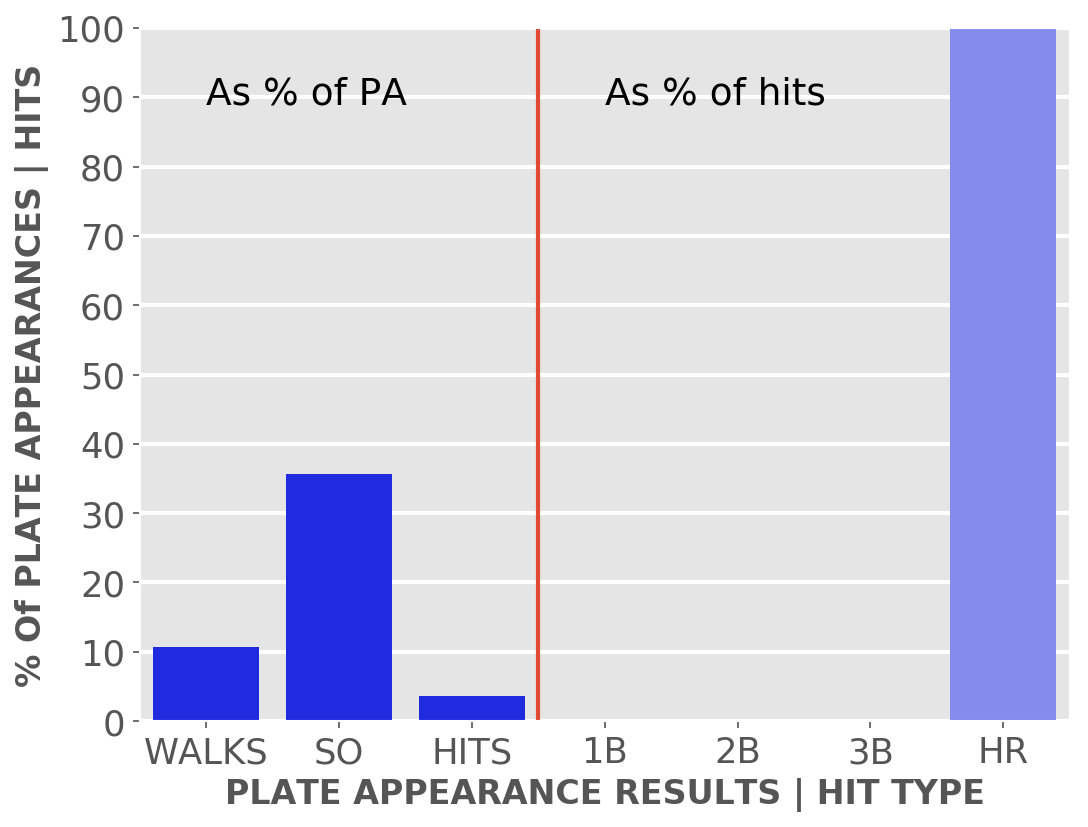 % Of PLATE APPEARANCES | HITS
100
90
80
70
60
50
40
30
20
10
0
As % of PA
As % of hits
WALKS SO HITS 1B 2B 3B HR
PLATE APPEARANCE RESULTS | HIT TYPE